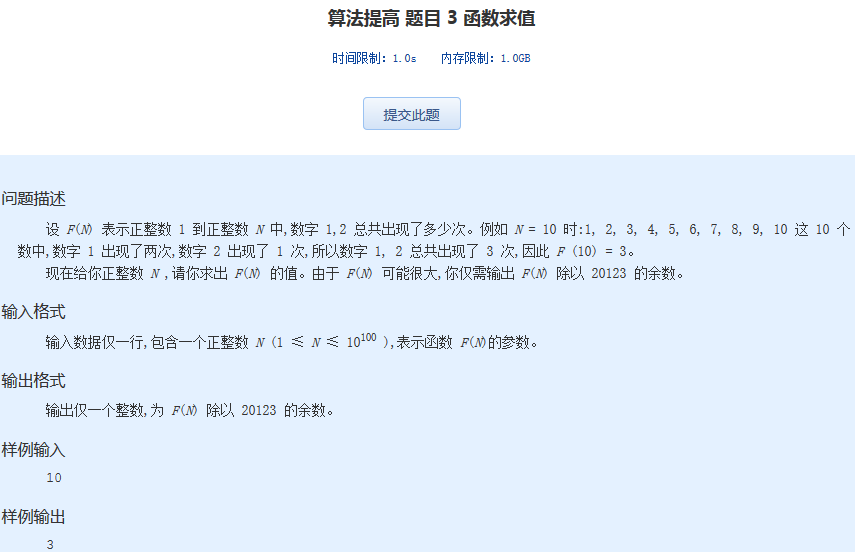 算法提高 题目 3 函数求值
时间限制：1.0s 内存限制：1.0GB
提交此题
问题描述
设 F(N) 表示正整数 1 到正整数 N 中,数字 1,2 总共出现了多少次。例如 N = 10 时:1, 2, 3, 4, 5, 6, 7, 8, 9, 10 这 10 个
数中,数字 1 出现了两次,数字 2 出现了 1 次,所以数字 1, 2 总共出现了 3 次,因此 F (10) = 3。
现在给你正整数 N ,请你求出 F(N) 的值。由于 F(N) 可能很大,你仅需输出 F(N) 除以 20123 的余数。
输入格式
输入数据仅一行,包含一个正整数 N (1 ≤ N ≤ 10^100 ),表示函数 F(N)的参数。
输出格式
输出仅一个整数,为 F(N) 除以 20123 的余数。
样例输入
10
样例输出
3